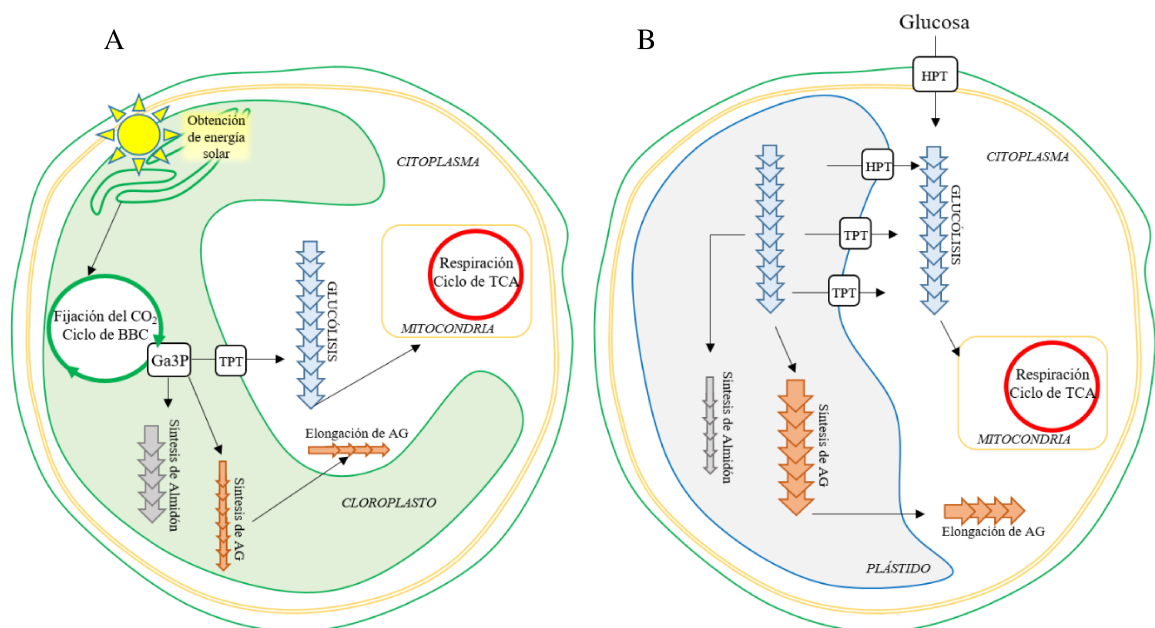 A
Obtención
de energía
solar
CITOPLASMA
Fijación del CO₂
Ciclo de BBC
Ga3P
TPT
GLUCÓLISIS
Respiración
Ciclo de TCA
MITOCONDRIA
Elongación de AG
Síntesis de Almidón
Síntesis de AG
CLOROPLASTO
B
Glucosa
HPT
CITOPLASMA
HPT
TPT
TPT
GLUCÓLISIS
Síntesis de Almidón
Síntesis de AG
Respiración
Ciclo de TCA
MITOCONDRIA
Elongación de AG
PLÁSTIDO